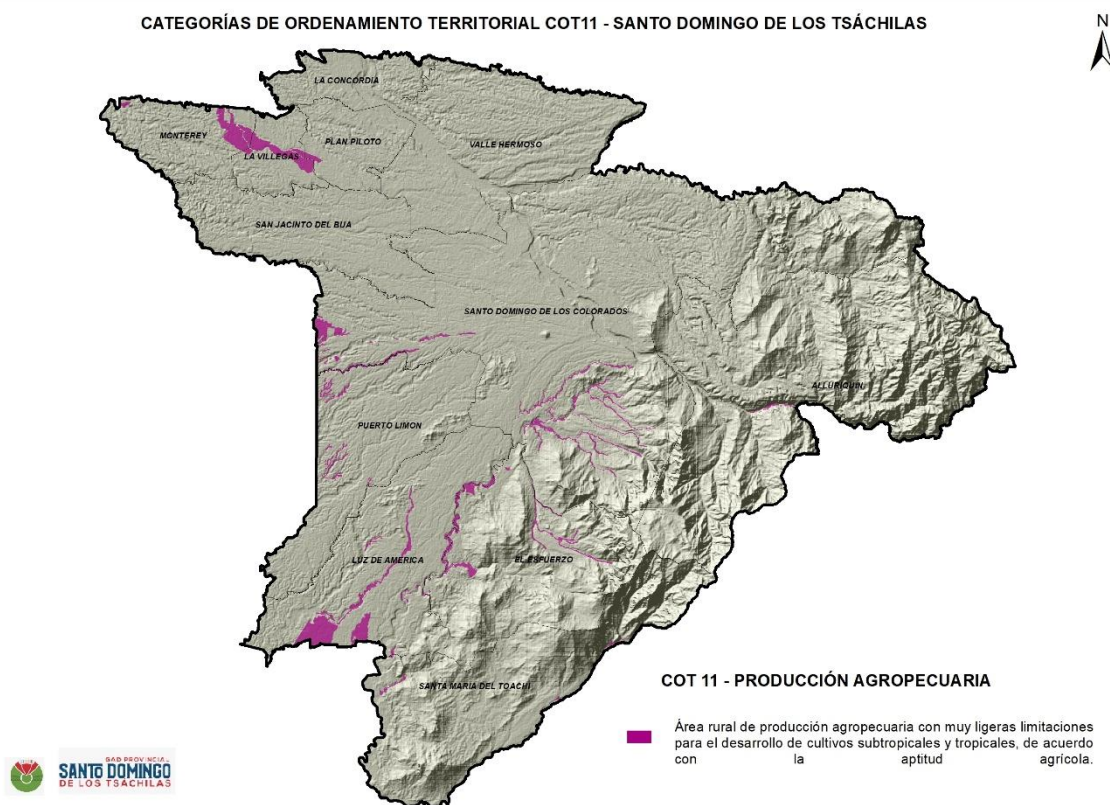 CATEGORÍAS DE ORDENAMIENTO TERRITORIAL COT11 - SANTO DOMINGO DE LOS TSÁCHILAS
N
LA CONCORDIA
MONTEREY
PLAN PILOTO
VALLE HERMOSO
LA VILLEGAS
SAN JACINTO DEL BUA
SANTO DOMINGO DE LOS COLORADOS
ALLURIQUIN
PUERTO LIMON
LUZ DE AMERICA
EL ESFUERZO
SANTA MARIA DEL TOACHI
COT 11 - PRODUCCIÓN AGROPECUARIA
Área rural de producción agropecuaria con muy ligeras limitaciones
para el desarrollo de cultivos subtropicales y tropicales, de acuerdo
con la aptitud agrícola.
GAD PROVINCIAL
SANTO DOMINGO
DE LOS TSÁCHILAS